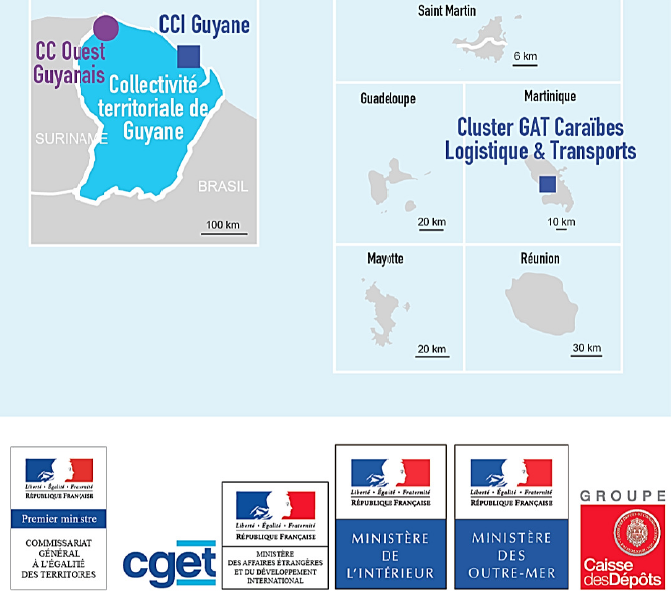 CCI Guyane
CC Ouest
Guyanais
Collectivité
territoriale de
Guyane
SURINAME
BRASIL
100 km
Saint Martin
6 km
Guadeloupe
20 km
Martinique
Cluster GAT Caraïbes
Logistique & Transports
10 km
Mayotte
20 km
Réunion
30 km
Liberté • Égalité • Fraternité
RÉPUBLIQUE FRANÇAISE
Premier min stre
COMMISSARIAT
GÉNÉRAL
À L'ÉGALITÉ
DES TERRITOIRES
cget
Liberté • Égalité • Fraternité
RÉPUBLIQUE FRANÇAISE
MINISTÈRE
DES AFFAIRES ÉTRANGÈRES
ET DU DÉVELOPPEMENT
INTERNATIONAL
Liberté • Égalité • Fraternité
RÉPUBLIQUE FRANÇAISE
MINISTÈRE
DE
L'INTÉRIEUR
Liberté • Égalité • Fraternité
RÉPUBLIQUE FRANÇAISE
MINISTÈRE
DES
OUTRE-MER
GROUPE
Caisse
desDépôts